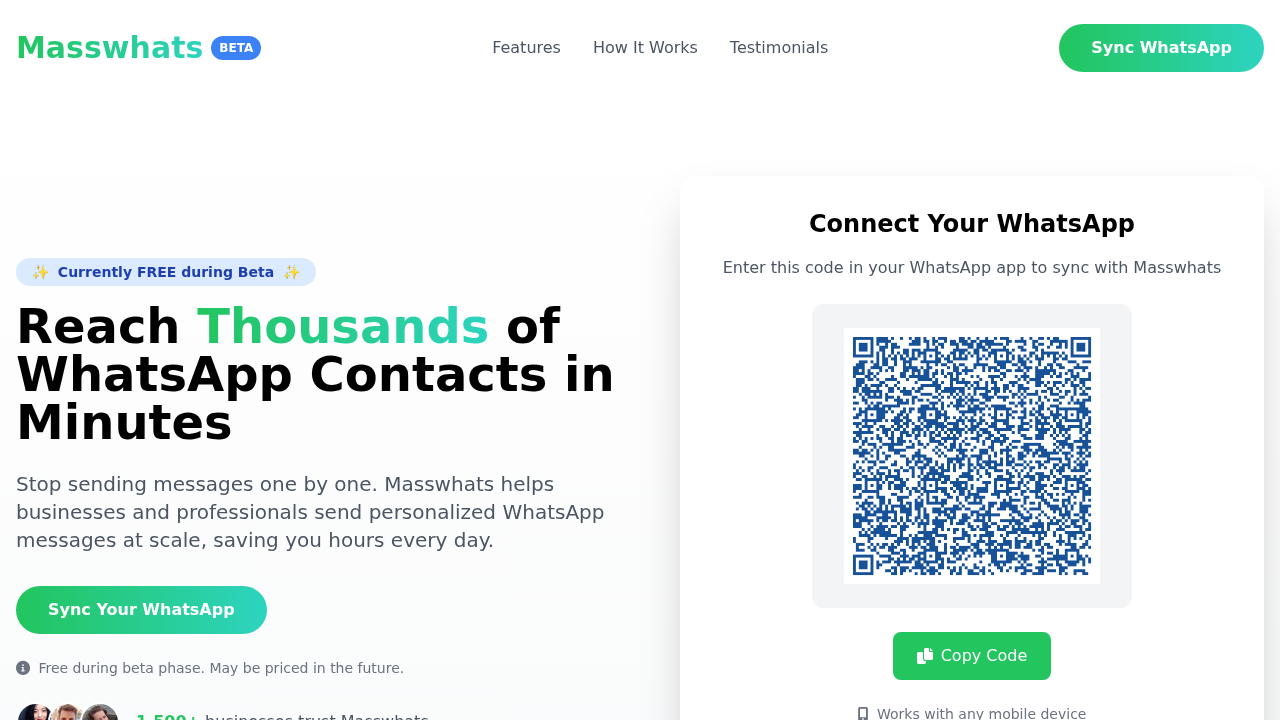 Masswhats BETA
Features
How It Works
Testimonials
Sync WhatsApp
✨ Currently FREE during Beta ✨
Reach Thousands of
WhatsApp Contacts in
Minutes
Stop sending messages one by one. Masswhats helps
businesses and professionals send personalized WhatsApp
messages at scale, saving you hours every day.
Sync Your WhatsApp
Free during beta phase. May be priced in the future.
1,500+ businesses trust Masswhats
Connect Your WhatsApp
Enter this code in your WhatsApp app to sync with Masswhats
Copy Code
Works with any mobile device